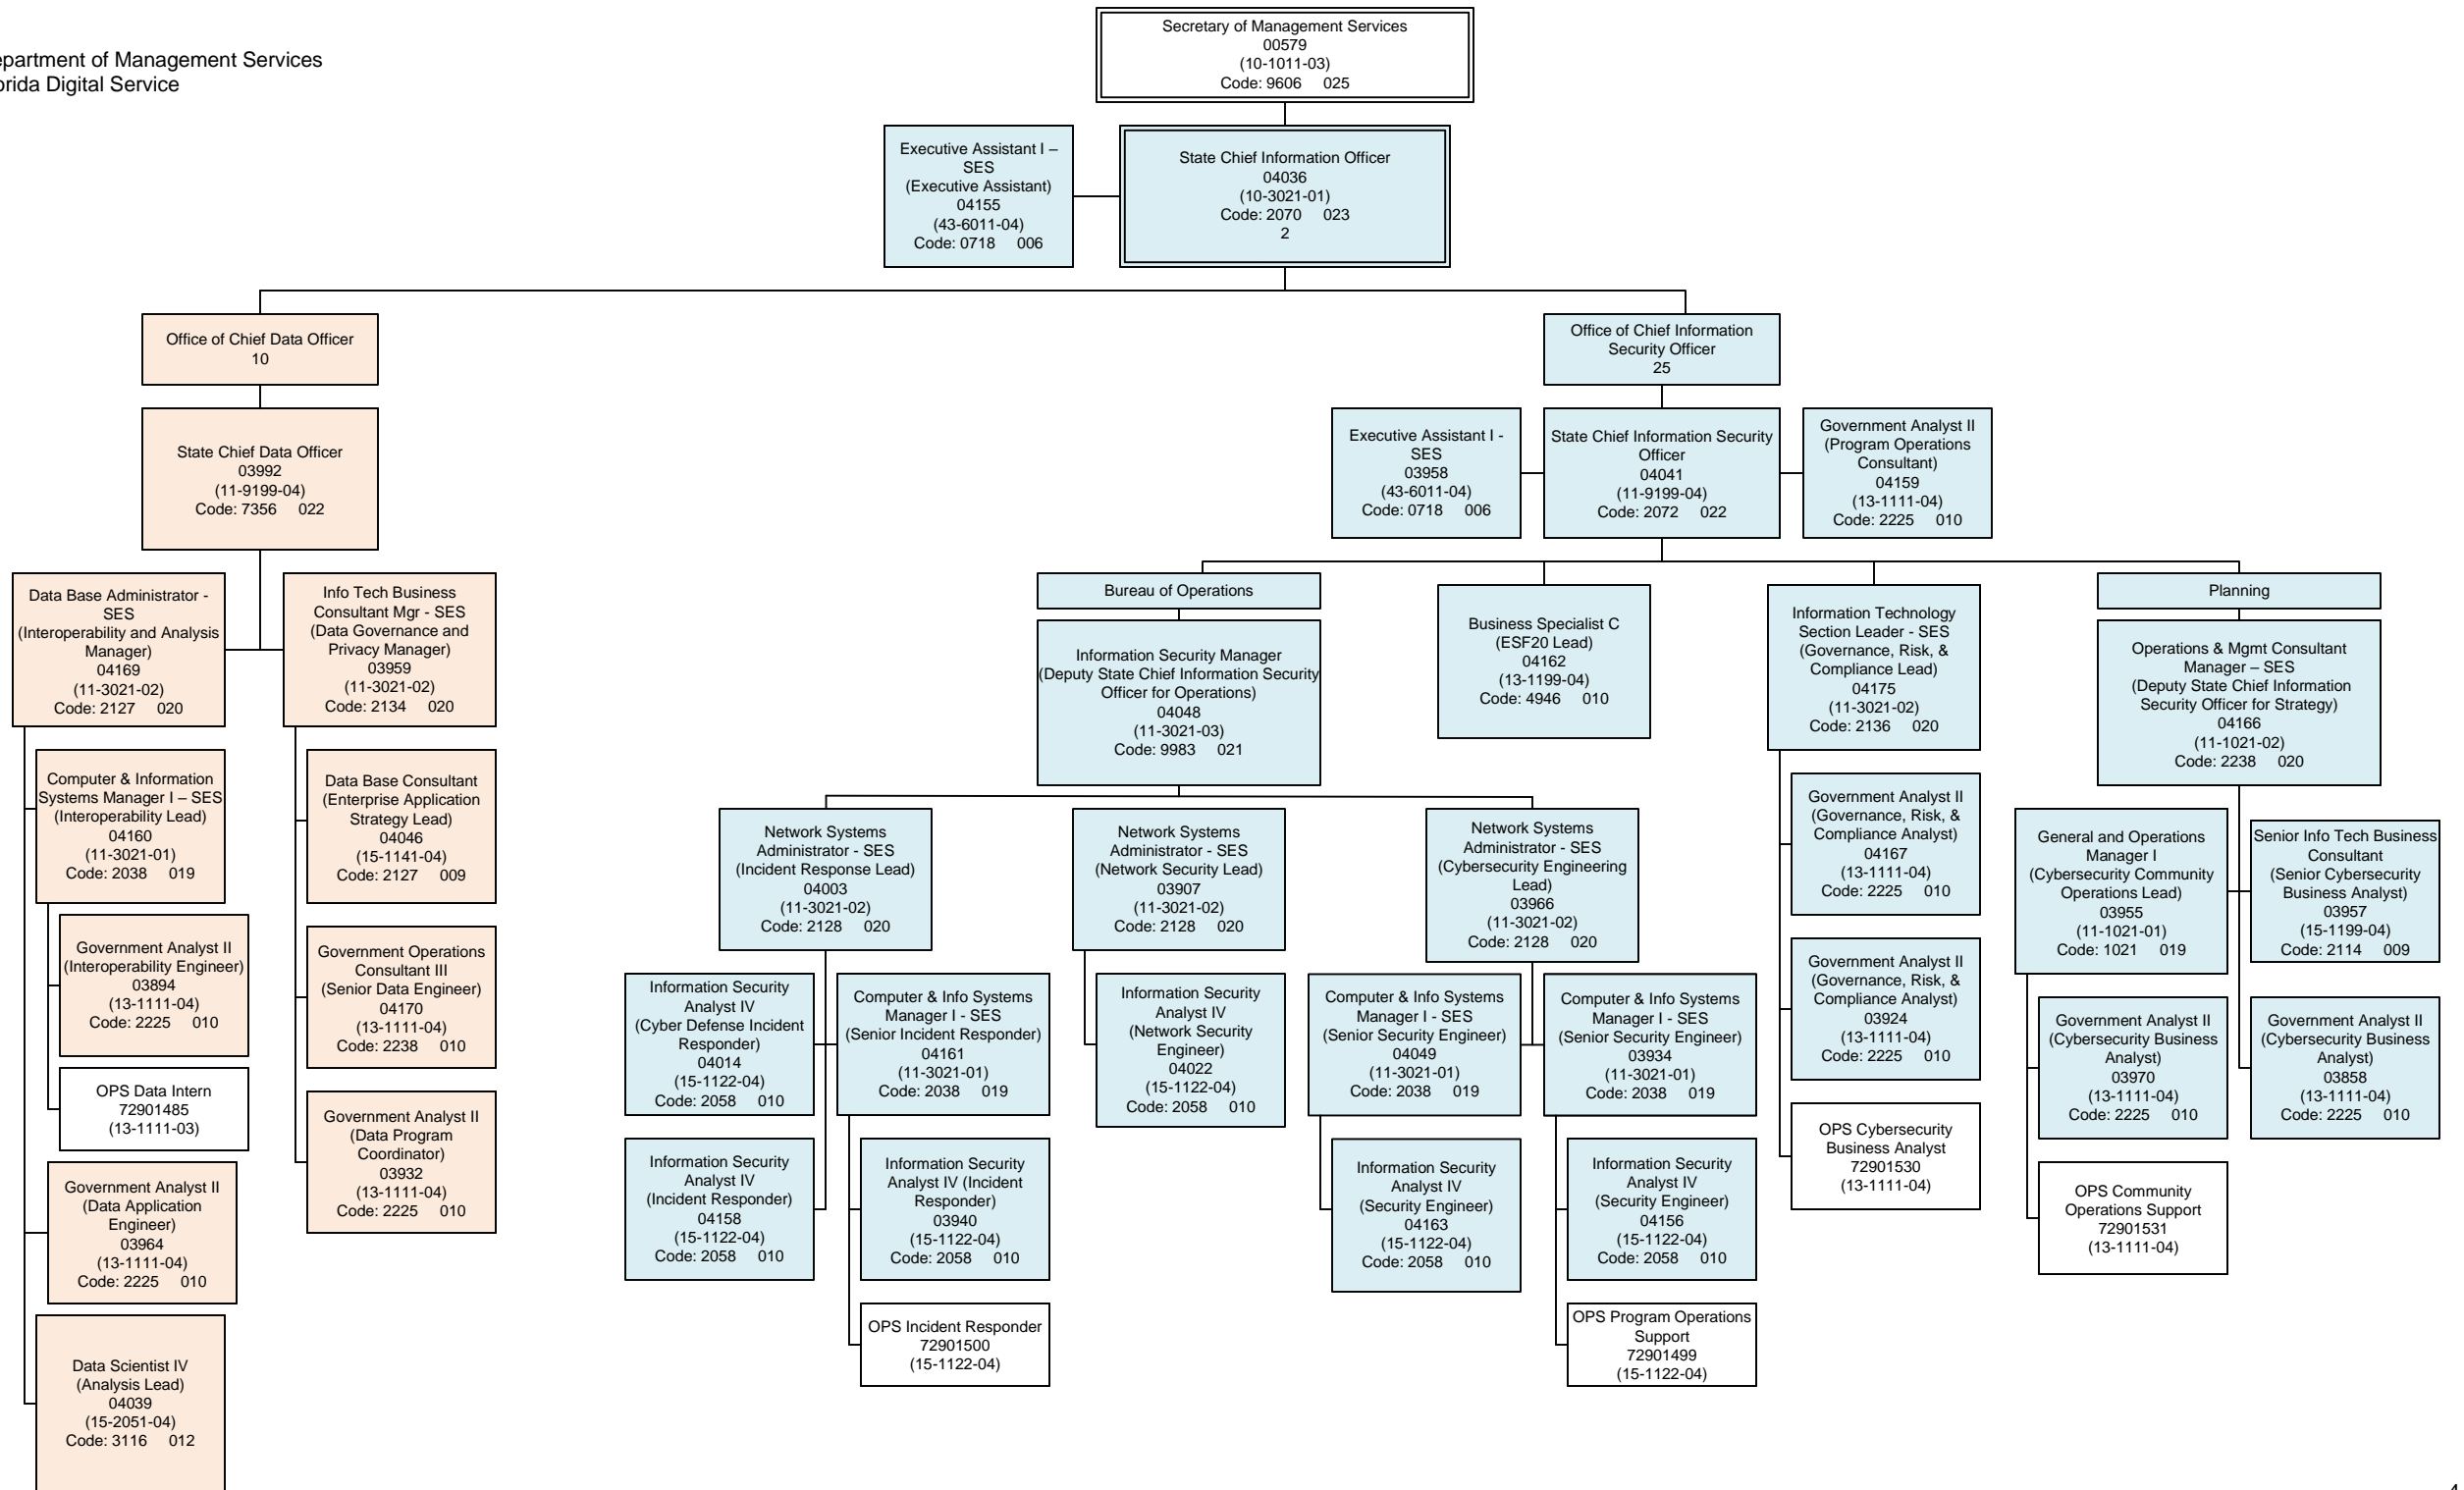 epartment of Management Services
orida Digital Service
Secretary of Management Services
00579
(10-1011-03)
Code: 9606 025
Executive Assistant I –
SES
(Executive Assistant)
04155
(43-6011-04)
Code: 0718 006
State Chief Information Officer
04036
(10-3021-01)
Code: 2070 023
2
Office of Chief Data Officer
10
Office of Chief Information
Security Officer
25
State Chief Data Officer
03992
(11-9199-04)
Code: 7356 022
Executive Assistant I -
SES
03958
(43-6011-04)
Code: 0718 006
State Chief Information Security
Officer
04041
(11-9199-04)
Code: 2072 022
Government Analyst II
(Program Operations
Consultant)
04159
(13-1111-04)
Code: 2225 010
Data Base Administrator -
SES
(Interoperability and Analysis
Manager)
04169
(11-3021-02)
Code: 2127 020
Info Tech Business
Consultant Mgr - SES
(Data Governance and
Privacy Manager)
03959
(11-3021-02)
Code: 2134 020
Computer & Information
Systems Manager I – SES
(Interoperability Lead)
04160
(11-3021-01)
Code: 2038 019
Government Analyst II
(Interoperability Engineer)
03894
(13-1111-04)
Code: 2225 010
OPS Data Intern
72901485
(13-1111-03)
Government Analyst II
(Data Application
Engineer)
03964
(13-1111-04)
Code: 2225 010
Data Scientist IV
(Analysis Lead)
04039
(15-2051-04)
Code: 3116 012
Data Base Consultant
(Enterprise Application
Strategy Lead)
04046
(15-1141-04)
Code: 2127 009
Government Operations
Consultant III
(Senior Data Engineer)
04170
(13-1111-04)
Code: 2238 010
Government Analyst II
(Data Program
Coordinator)
03932
(13-1111-04)
Code: 2225 010
Bureau of Operations
Information Security Manager
(Deputy State Chief Information Security
Officer for Operations)
04048
(11-3021-03)
Code: 9983 021
Business Specialist C
(ESF20 Lead)
04162
(13-1199-04)
Code: 4946 010
Information Technology
Section Leader - SES
(Governance, Risk, &
Compliance Lead)
04175
(11-3021-02)
Code: 2136 020
Planning
Operations & Mgmt Consultant
Manager – SES
(Deputy State Chief Information
Security Officer for Strategy)
04166
(11-1021-02)
Code: 2238 020
Network Systems
Administrator - SES
(Incident Response Lead)
04003
(11-3021-02)
Code: 2128 020
Network Systems
Administrator - SES
(Network Security Lead)
03907
(11-3021-02)
Code: 2128 020
Network Systems
Administrator - SES
(Cybersecurity Engineering
Lead)
03966
(11-3021-02)
Code: 2128 020
Information Security
Analyst IV
(Cyber Defense Incident
Responder)
04014
(15-1122-04)
Code: 2058 010
Computer & Info Systems
Manager I - SES
(Senior Incident Responder)
04161
(11-3021-01)
Code: 2038 019
Information Security
Analyst IV
(Network Security
Engineer)
04022
(15-1122-04)
Code: 2058 010
Computer & Info Systems
Manager I - SES
(Senior Security Engineer)
04049
(11-3021-01)
Code: 2038 019
Computer & Info Systems
Manager I - SES
(Senior Security Engineer)
03934
(11-3021-01)
Code: 2038 019
Information Security
Analyst IV
(Incident Responder)
04158
(15-1122-04)
Code: 2058 010
Information Security
Analyst IV (Incident
Responder)
03940
(15-1122-04)
Code: 2058 010
OPS Incident Responder
72901500
(15-1122-04)
Information Security
Analyst IV
(Security Engineer)
04163
(15-1122-04)
Code: 2058 010
Information Security
Analyst IV
(Security Engineer)
04156
(15-1122-04)
Code: 2058 010
OPS Program Operations
Support
72901499
(15-1122-04)
Government Analyst II
(Governance, Risk, &
Compliance Analyst)
04167
(13-1111-04)
Code: 2225 010
Government Analyst II
(Governance, Risk, &
Compliance Analyst)
03924
(13-1111-04)
Code: 2225 010
OPS Cybersecurity
Business Analyst
72901530
(13-1111-04)
General and Operations
Manager I
(Cybersecurity Community
Operations Lead)
03955
(11-1021-01)
Code: 1021 019
Senior Info Tech Business
Consultant
(Senior Cybersecurity
Business Analyst)
03957
(15-1199-04)
Code: 2114 009
Government Analyst II
(Cybersecurity Business
Analyst)
03970
(13-1111-04)
Code: 2225 010
Government Analyst II
(Cybersecurity Business
Analyst)
03858
(13-1111-04)
Code: 2225 010
OPS Community
Operations Support
72901531
(13-1111-04)